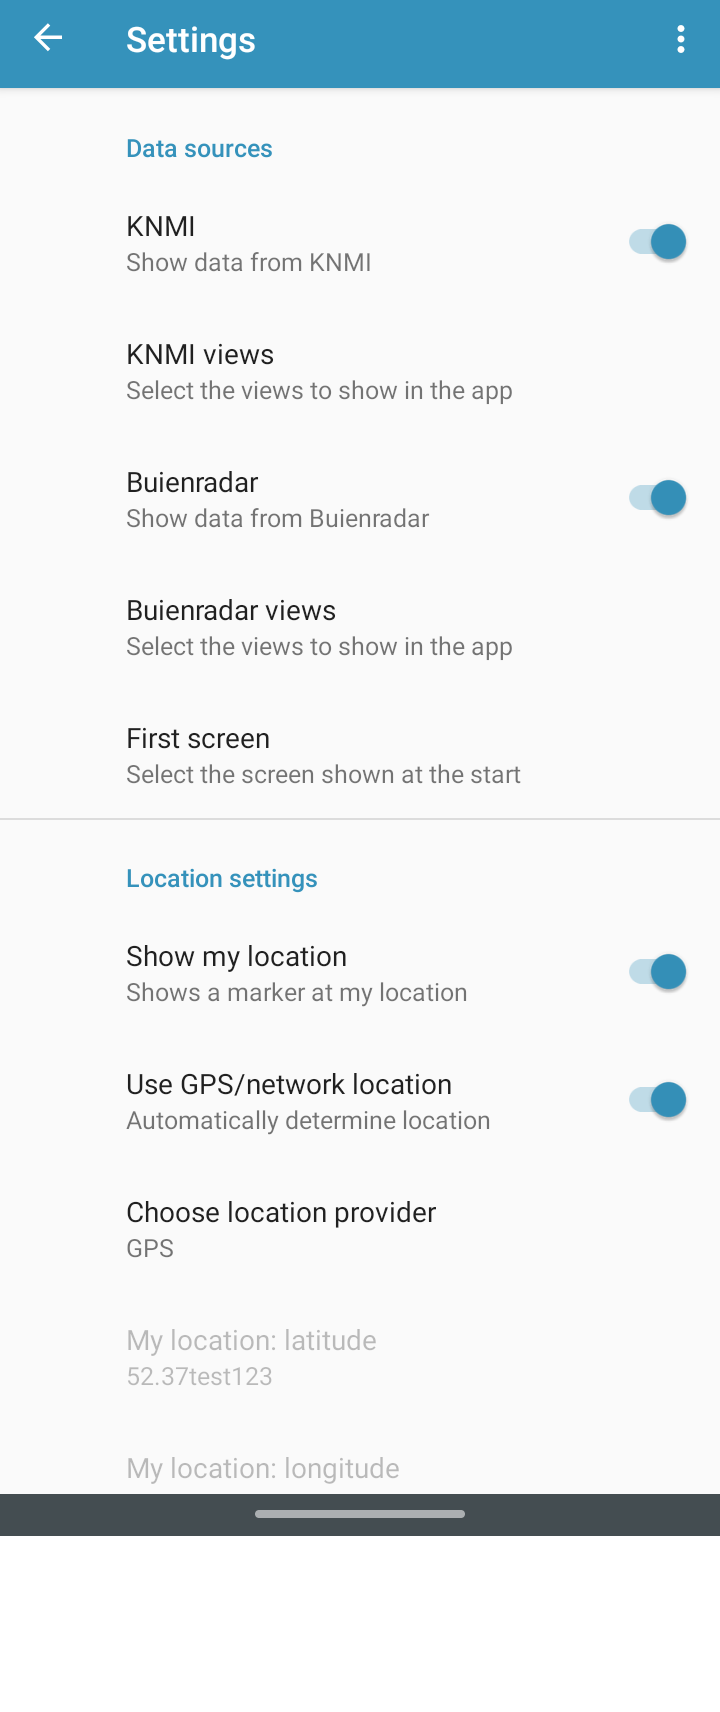 Settings
Data sources
KNMI
Show data from KNMI
KNMI views
Select the views to show in the app
Buienradar
Show data from Buienradar
Buienradar views
Select the views to show in the app
First screen
Select the screen shown at the start
Location settings
Show my location
Shows a marker at my location
Use GPS/network location
Automatically determine location
Choose location provider
GPS
My location: latitude
52.37test123
My location: longitude